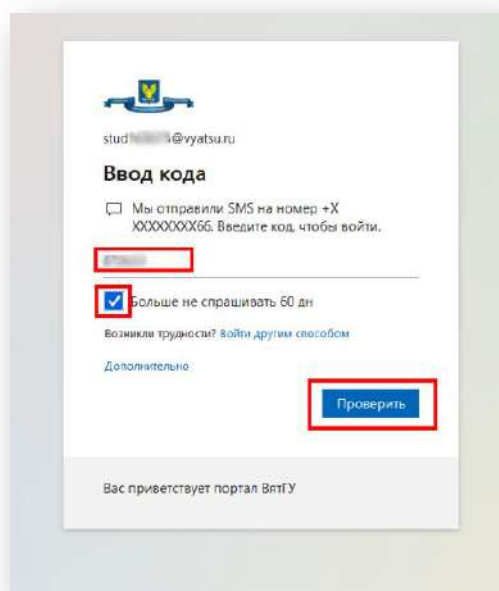 @vyatsu.ru
Ввод кода
Мы отправили SMS на номер +X
XXXXXXXX66. Введите код, чтобы войти.
Больше не спрашивать 60 дн
Возникли трудности? Войти другим способом
Дополнительно
Проверить
Вас приветствует портал ВятГУ